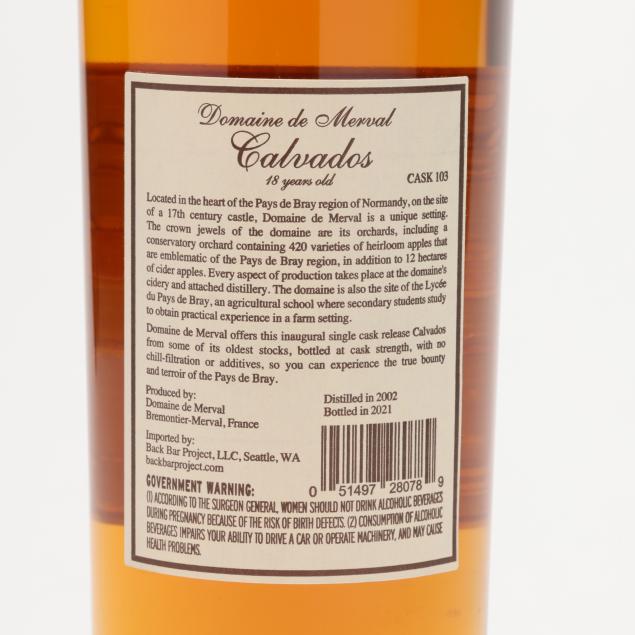 Domaine de Merval
Calvados
18 years old
CASK 103
Located in the heart of the Pays de Bray region of Normandy, on the site
of a 17th century castle, Domaine de Merval is a unique setting.
The crown jewels of the domaine are its orchards, including a
conservatory orchard containing 420 varieties of heirloom apples that
are emblematic of the Pays de Bray region, in addition to 12 hectares
of cider apples. Every aspect of production takes place at the domaine's
cidery and attached distillery. The domaine is also the site of the Lycée
du Pays de Bray, an agricultural school where secondary students study
to obtain practical experience in a farm setting.
Domaine de Merval offers this inaugural single cask release Calvados
from some of its oldest stocks, bottled at cask strength, with no
chill-filtration or additives, so you can experience the true bounty
and terroir of the Pays de Bray.
Produced by:
Domaine de Merval
Bremontier-Merval, France
Distilled in 2002
Bottled in 2021
Imported by:
Back Bar Project, LLC, Seattle, WA
backbarproject.com
0 51497 28078 9
GOVERNMENT WARNING:
(1) ACCORDING TO THE SURGEON GENERAL, WOMEN SHOULD NOT DRINK ALCOHOLIC BEVERAGES
DURING PREGNANCY BECAUSE OF THE RISK OF BIRTH DEFECTS. (2) CONSUMPTION OF ALCOHOLIC
BEVERAGES IMPAIRS YOUR ABILITY TO DRIVE A CAR OR OPERATE MACHINERY, AND MAY CAUSE
HEALTH PROBLEMS.